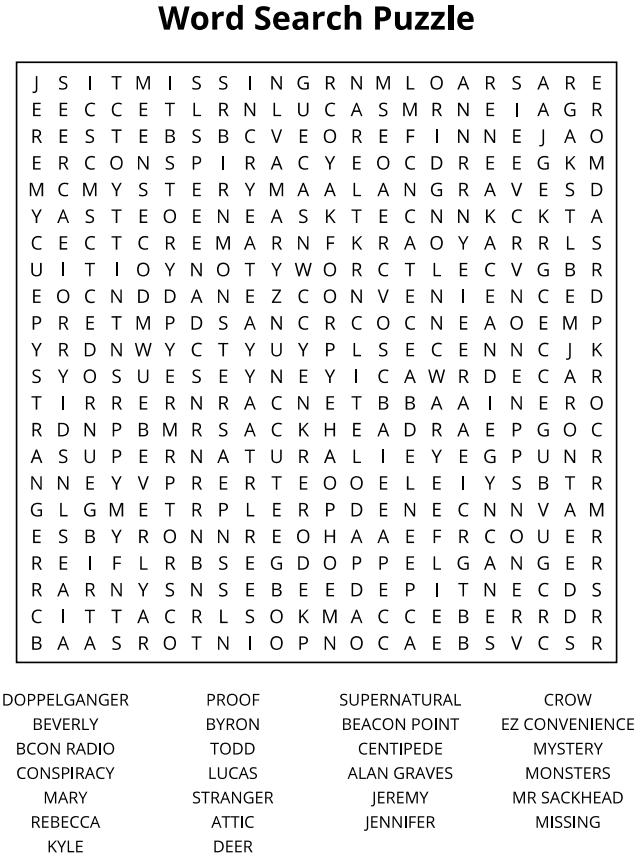 Word Search Puzzle
J S I T M I S S I N G R N M L O A R S A R E
E E C C E T L R N L U C A S M R N E I A G R
R E S T E B S B C V E O R E F I N N E J A O
E R C O N S P I R A C Y E O C D R E E G K M
M C M Y S T E R Y M A A L A N G R A V E S D
Y A S T E O E N E A S K T E C N N K C K T A
C E C T C R E M A R N F K R A O Y A R R L S
U I T I O Y N O T Y W O R C T L E C V G B R
E O C N D D A N E Z C O N V E N I E N C E D
P R E T M P D S A N C R C O C N E A O E M P
Y R D N W Y C T Y U Y P L S E C E N N C J K
S Y O S U E S E Y N E Y I C A W R D E C A R
T I R R E R N R A C N E T B B A A I N E R O
R D N P B M R S A C K H E A D R A E P G O C
A S U P E R N A T U R A L I E Y E G P U N R
N N E Y V P R E R T E O O E L E I Y S B T R
G L G M E T R P L E R P D E N E C N N V A M
E S B Y R O N N R E O H A A E F R C O U E R
R E I F L R B S E G D O P P E L G A N G E R
R A R N Y S N S E B E E D E P I T N E C D S
C I T T A C R L S O K M A C C E B E R R D R
B A A S R O T N I O P N O C A E B S V C S R
DOPPELGANGER PROOF SUPERNATURAL CROW
BEVERLY BYRON BEACON POINT EZ CONVENIENCE
BCON RADIO TODD CENTIPEDE MYSTERY
CONSPIRACY LUCAS ALAN GRAVES MONSTERS
MARY STRANGER JEREMY MR SACKHEAD
REBECCA ATTIC JENNIFER MISSING
KYLE DEER